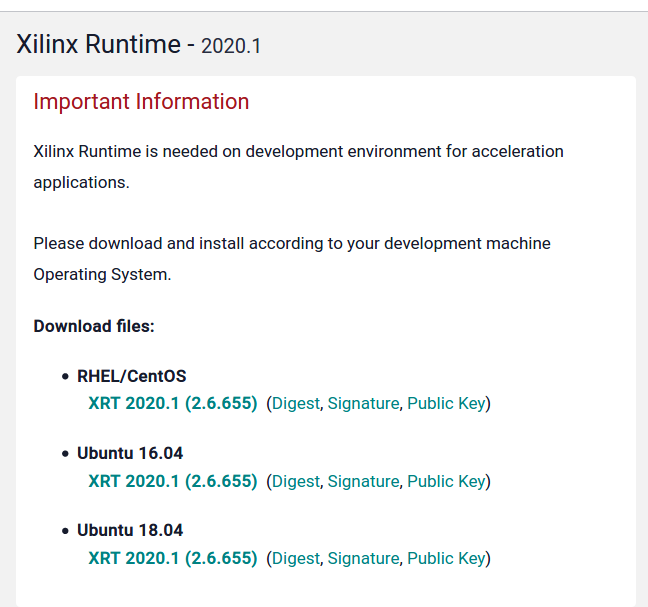 Xilinx Runtime - 2020.1
Important Information
Xilinx Runtime is needed on development environment for acceleration
applications.
Please download and install according to your development machine
Operating System.
Download files:
• RHEL/CentOS
XRT 2020.1 (2.6.655) (Digest, Signature, Public Key)
• Ubuntu 16.04
XRT 2020.1 (2.6.655) (Digest, Signature, Public Key)
• Ubuntu 18.04
XRT 2020.1 (2.6.655) (Digest, Signature, Public Key)